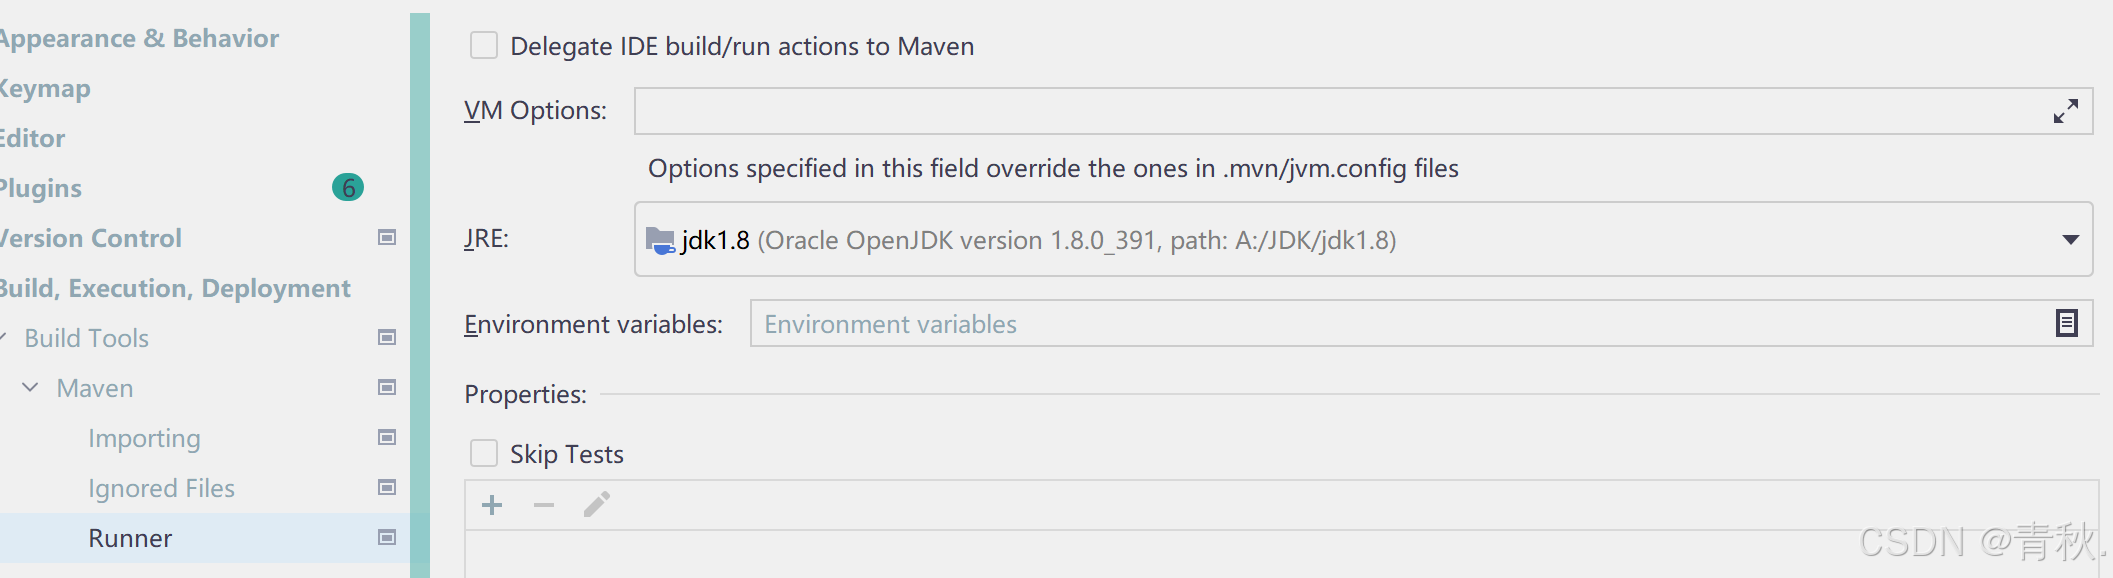 Appearance & Behavior
Keymap
Editor
Plugins 6
Version Control
Build, Execution, Deployment
Build Tools
Maven
Importing
Ignored Files
Runner
Delegate IDE build/run actions to Maven
VM Options:
Options specified in this field override the ones in .mvn/jvm.config files
JRE: jdk1.8 (Oracle OpenJDK version 1.8.0_391, path: A:/JDK/jdk1.8)
Environment variables: Environment variables
Properties:
Skip Tests
CSDN @青秋.